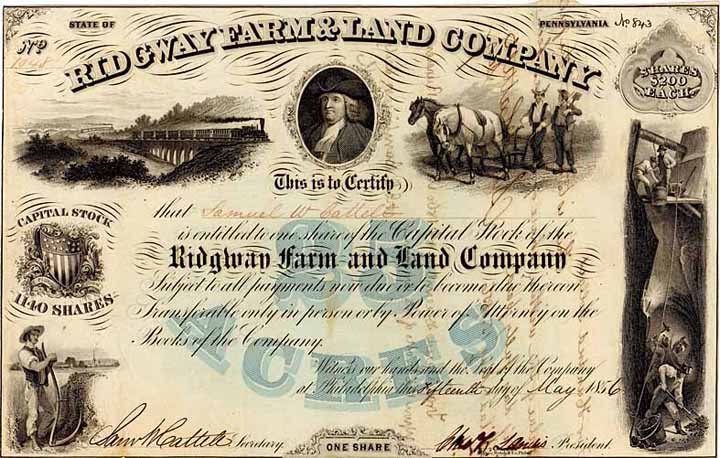 STATE OF PENNSYLVANIA No 843
No
RIDGWAY FARM & LAND COMPANY
SHARES
$200
EACH
This is to Certify
that Samuel W Cattell
is entitled to one share of the Capital Stock of the
Ridgway Farm and Land Company
Subject to all payments now due or to become due thereon
Transferable only in person or by Power of Attorney on the
Books of the Company.
25
ACRES
CAPITAL STOCK
1140 SHARES
Witness our hands and the Seal of the Company
at Philadelphia this Fifteenth day of May 1856
Saml W Cattell Secretary.
ONE SHARE
President.